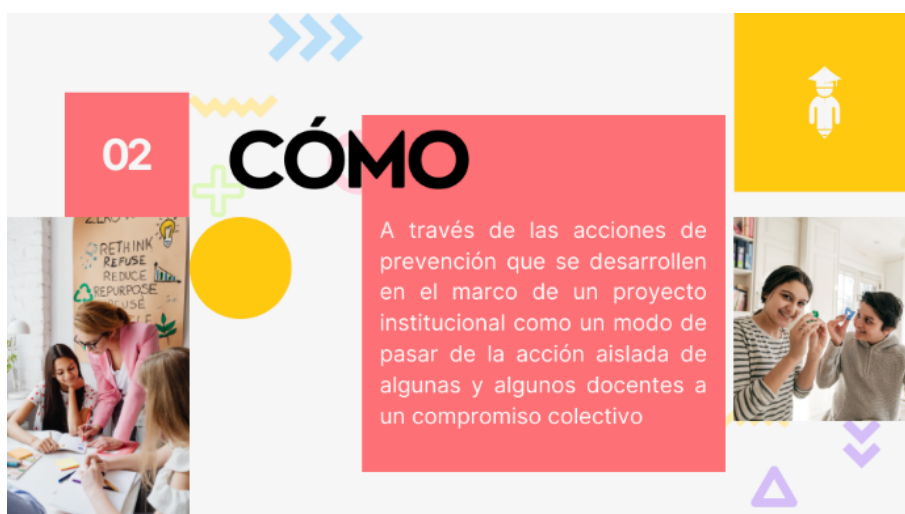 02
CÓMO
A través de las acciones de
prevención que se desarrollen
en el marco de un proyecto
institucional como un modo de
pasar de la acción aislada de
algunas y algunos docentes a
un compromiso colectivo
RETHINK
REFUSE
REDUCE
REPURPOSE